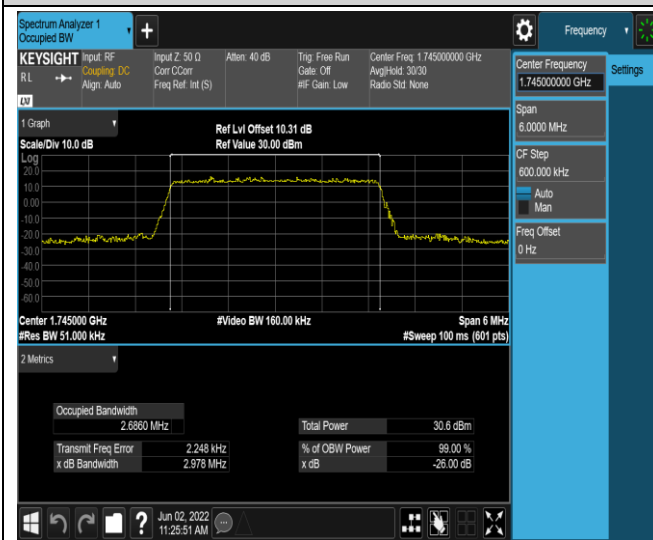 Spectrum Analyzer 1
Occupied BW
Frequency
KEYSIGHT
RL
LXI
Input: RF
Coupling: DC
Align: Auto
Input Z: 50 Ω
Corr CCorr
Freq Ref: Int (S)
Atten: 40 dB
Trig: Free Run
Gate: Off
#IF Gain: Low
Center Freq: 1.745000000 GHz
Avg|Hold: 30/30
Radio Std: None
Center Frequency
1.745000000 GHz
Settings
Span
6.0000 MHz
CF Step
600.000 kHz
Auto
Man
Freq Offset
0 Hz
1 Graph
Scale/Div 10.0 dB
Ref Lvl Offset 10.31 dB
Ref Value 30.00 dBm
Log
20.0
10.0
0.00
-10.0
-20.0
-30.0
-50.0
-60.0
Center 1.745000 GHz
#Res BW 51.000 kHz
#Video BW 160.00 kHz
Span 6 MHz
#Sweep 100 ms (601 pts)
2 Metrics
Occupied Bandwidth
2.6860 MHz
Total Power 30.6 dBm
Transmit Freq Error 2.248 kHz
% of OBW Power 99.00 %
x dB Bandwidth 2.978 MHz
x dB -26.00 dB
?
Jun 02, 2022
11:25:51 AM